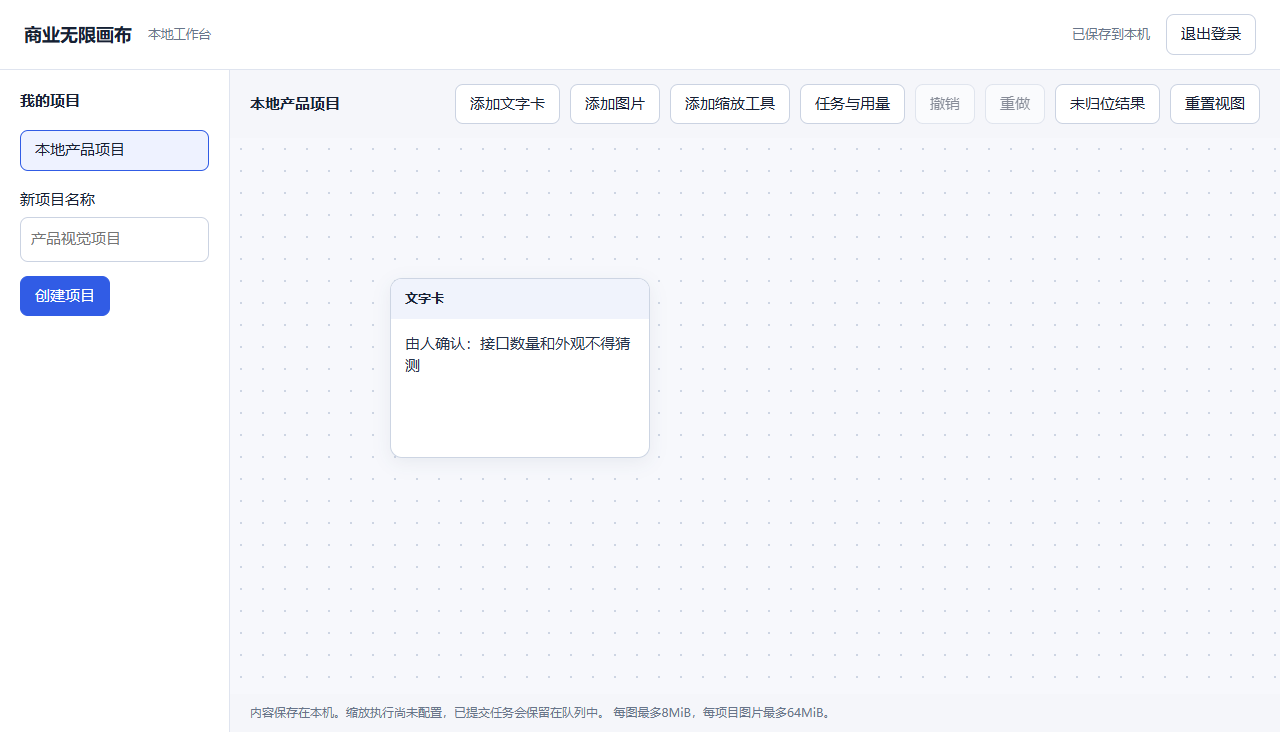 商业无限画布 本地工作台 已保存到本机 退出登录
我的项目
本地产品项目 添加文字卡 添加图片 添加缩放工具 任务与用量 撤销 重做 未归位结果 重置视图
本地产品项目
新项目名称
产品视觉项目
创建项目
文字卡
由人确认：接口数量和外观不得猜
测
内容保存在本机。缩放执行尚未配置，已提交任务会保留在队列中。 每图最多8MiB，每项目图片最多64MiB。